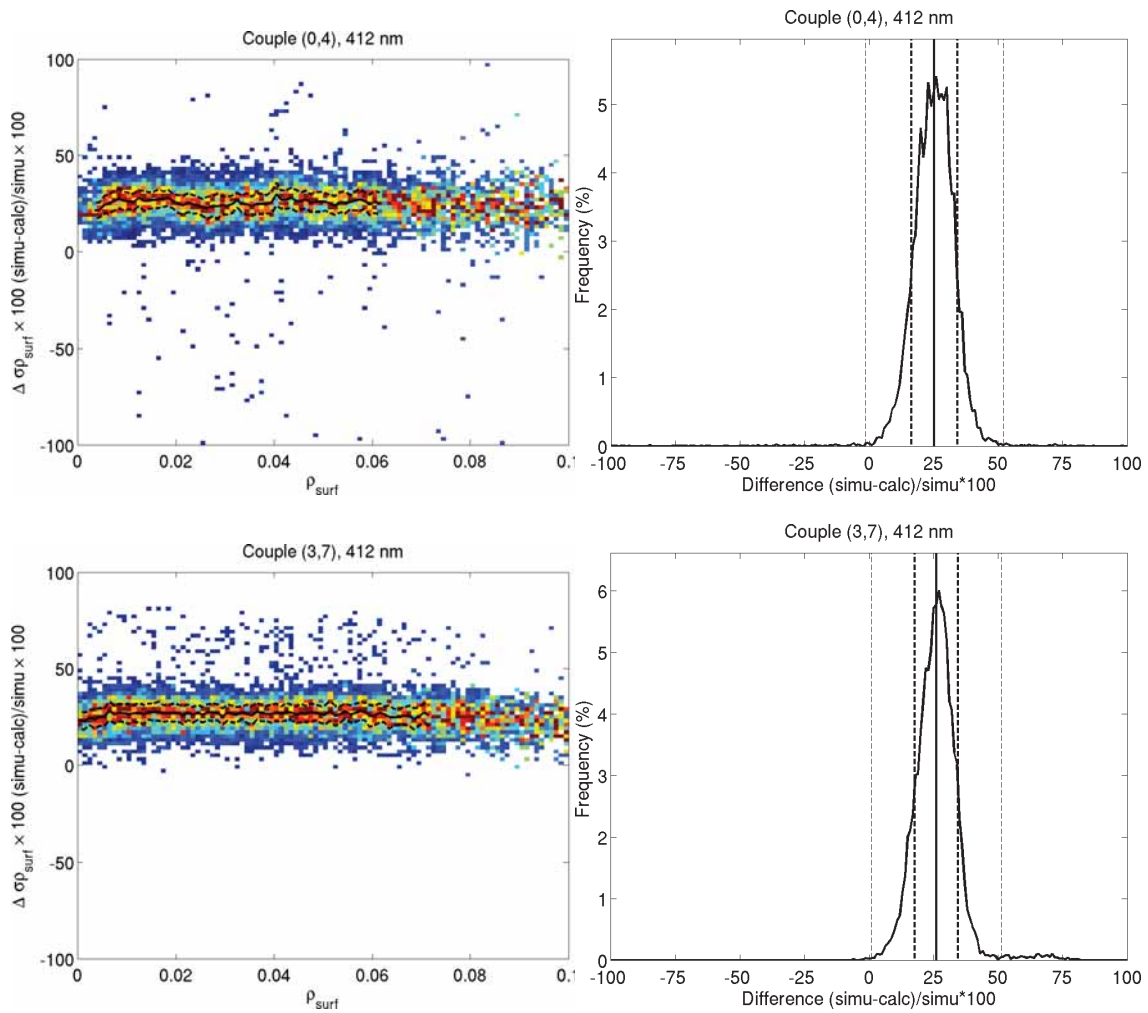 Couple (0,4), 412 nm
100
50
0
-50
-100
Δ σρsurf × 100 (simu-calc)/simu × 100
0 0.02 0.04 0.06 0.08 0.1
ρsurf
Couple (0,4), 412 nm
5
4
3
2
1
0
Frequency (%)
-100 -75 -50 -25 0 25 50 75 100
Difference (simu-calc)/simu*100
Couple (3,7), 412 nm
100
50
0
-50
-100
Δ σρsurf × 100 (simu-calc)/simu × 100
0 0.02 0.04 0.06 0.08 0.1
ρsurf
Couple (3,7), 412 nm
6
5
4
3
2
1
0
Frequency (%)
-100 -75 -50 -25 0 25 50 75 100
Difference (simu-calc)/simu*100